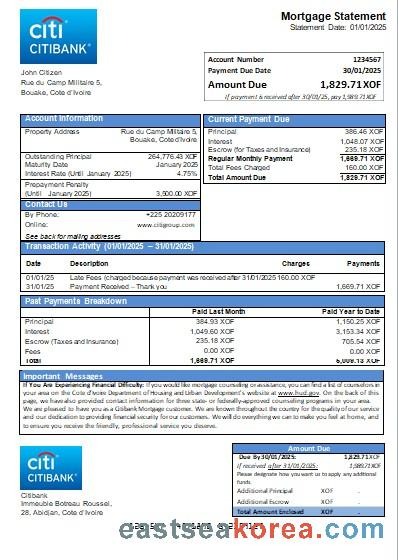 citi
CITIBANK®
Mortgage Statement
Statement Date: 01/01/2025
Account Number 1234567
Payment Due Date 30/01/2025
Amount Due 1,829.71XOF
If payment is received after 30/01/25, pay 1,989.71XOF
John Citizen
Rue du Camp Militaire 5,
Bouake, Cote d'Ivoire
Account Information
Property Address Rue du Camp Militaire 5,
Bouake, Cote d'Ivoire
Outstanding Principal 264,776.43 XOF
Maturity Date January 2025
Interest Rate (Until January 2025) 4.75%
Prepayment Penalty
(Until January 2025) 3,500.00 XOF
Contact Us
By Phone: +225 20209177
Online: www.citigroup.com
See back for mailing addresses
Current Payment Due
Principal 386.46 XOF
Interest 1,048.07 XOF
Escrow (for Taxes and Insurance) 235.18 XOF
Regular Monthly Payment 1,669.71 XOF
Total Fees Charged 160.00 XOF
Total Amount Due 1,829.71 XOF
Transaction Activity (01/01/2025 – 31/01/2025)
Date Description Charges Payments
01/01/25 Late Fees (charged because payment was received after 31/01/2025 160.00 XOF
31/01/25 Payment Received – Thank you 1,669.71 XOF
Past Payments Breakdown
Paid Last Month Paid Year to Date
Principal 384.93 XOF 1,150.25 XOF
Interest 1,049.60 XOF 3,153.34 XOF
Escrow (Taxes and Insurance) 235.18 XOF 705.54 XOF
Fees 0.00 XOF 0.00 XOF
Total 1,669.71 XOF 5,009.13 XOF
Important Messages
If You Are Experiencing Financial Difficulty: If you would like mortgage counseling or assistance, you can find a list of counselors in
your area on the Cote d'Ivoire Department of Housing and Urban Development's website at www.hud.gov. On the back of this
page, we have also provided contact information for three state- or federally-approved counseling programs in your area.
We are pleased to have you as a Citibank Mortgage customer. We are known throughout the country for the quality of our service
and our dedication to providing financial security for our customers. We will do everything we can to make you feel at home, and to
ensure you receive the friendly, professional service you deserve.
citi
CITIBANK®
Citibank
Immeuble Botreau Roussel,
28, Abidjan, Cote d'Ivoire
Amount Due
Due By 30/01/2025: 1,829.71 XOF
If received after 31/01/2025: 1,989.71XOF
Please designate how you want us to apply any additional
funds.
Additional Principal XOF .
Additional Escrow XOF .
Total Amount Enclosed XOF .
eastseakorea.com